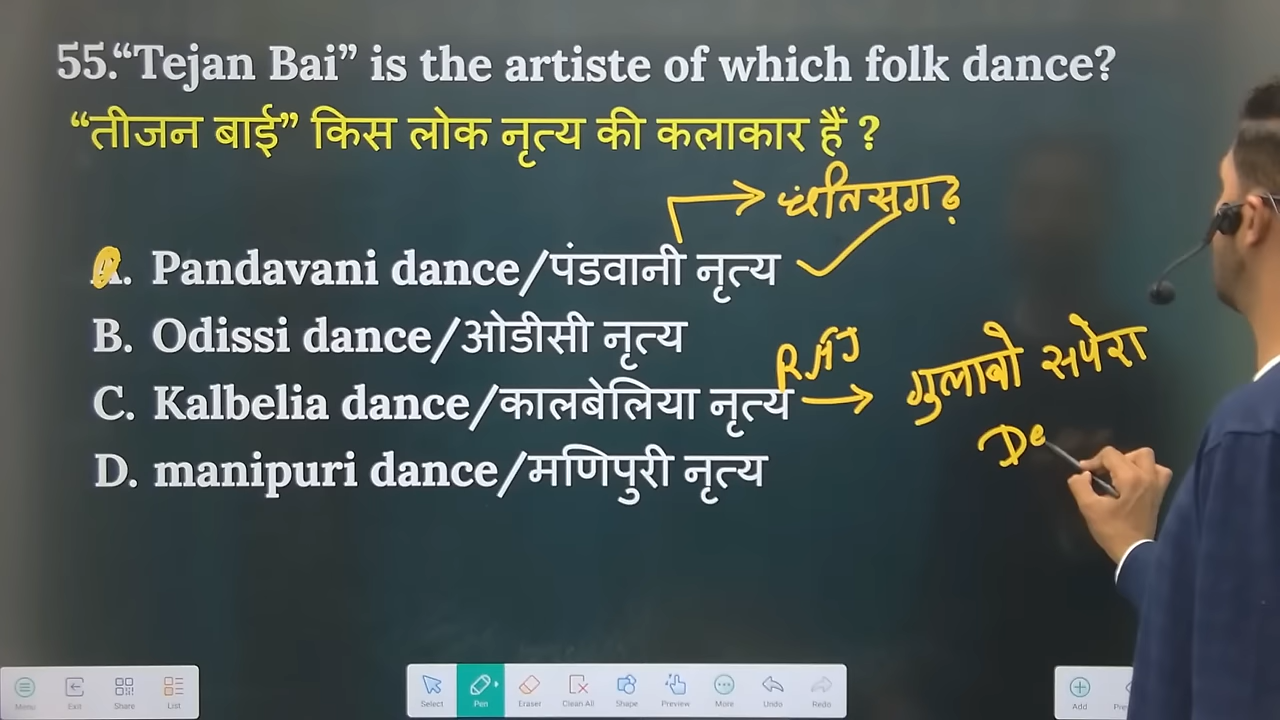 55.“Tejan Bai” is the artiste of which folk dance?
“तीजन बाई” किस लोक नृत्य की कलाकार हैं ?
छत्तिसगढ़
A. Pandavani dance/पंडवानी नृत्य
B. Odissi dance/ओडीसी नृत्य
RAJ
C. Kalbelia dance/कालबेलिया नृत्य
गुलाबो सपेरा
De
D. manipuri dance/मणिपुरी नृत्य
Menu Exit Share List Select Pen Eraser Clean All Shape Preview More Undo Redo Add